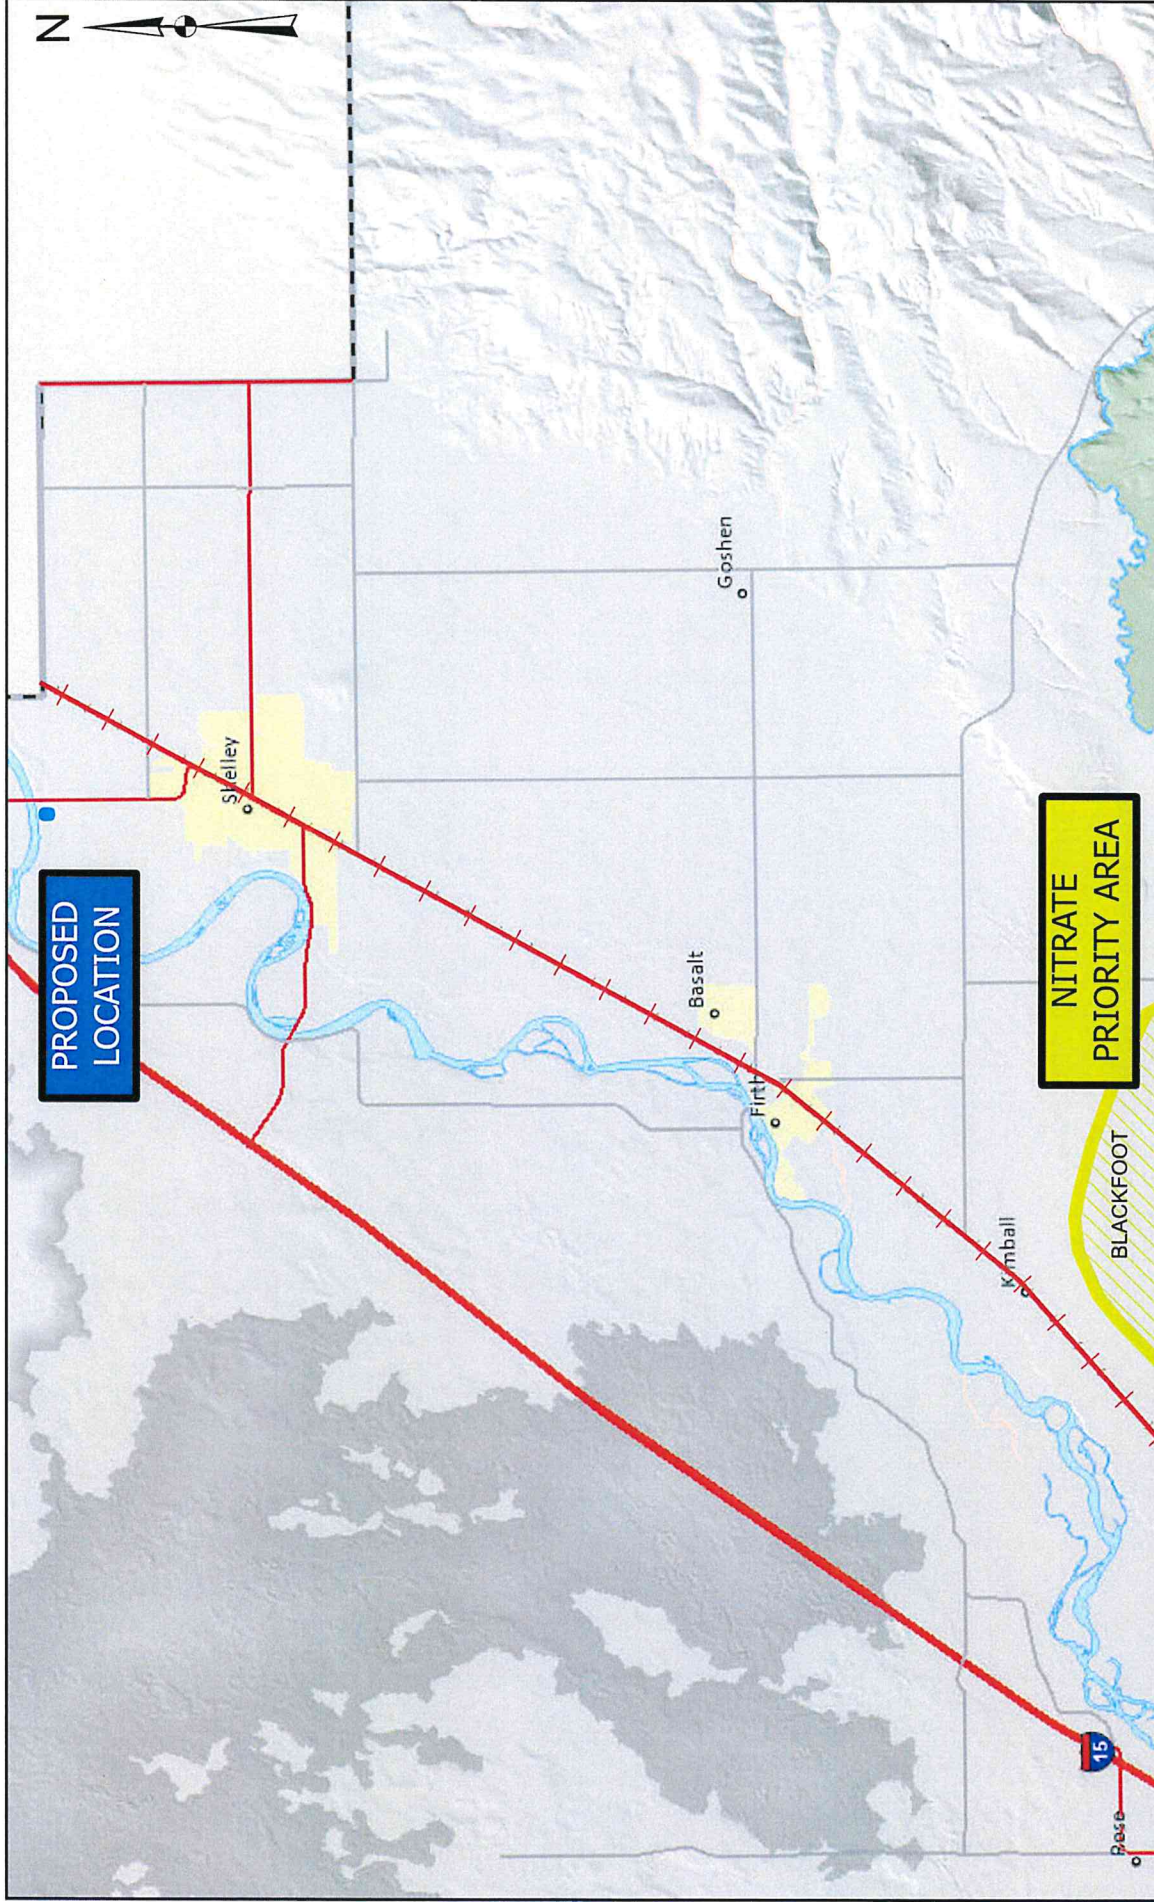 N
PROPOSED
LOCATION
Shelley
Goshen
Basalt
Firth
Kimball
NITRATE
PRIORITY AREA
BLACKFOOT
15
Rose